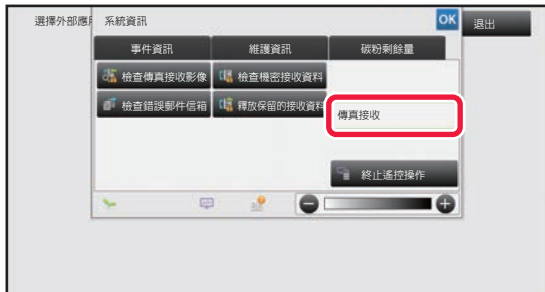 選擇外部應用
系統資訊
OK
退出
事件資訊
維護資訊
碳粉剩餘量
檢查傳真接收影像
檢查機密接收資料
檢查錯誤郵件信箱
釋放保留的接收資料
傳真接收
終止遙控操作